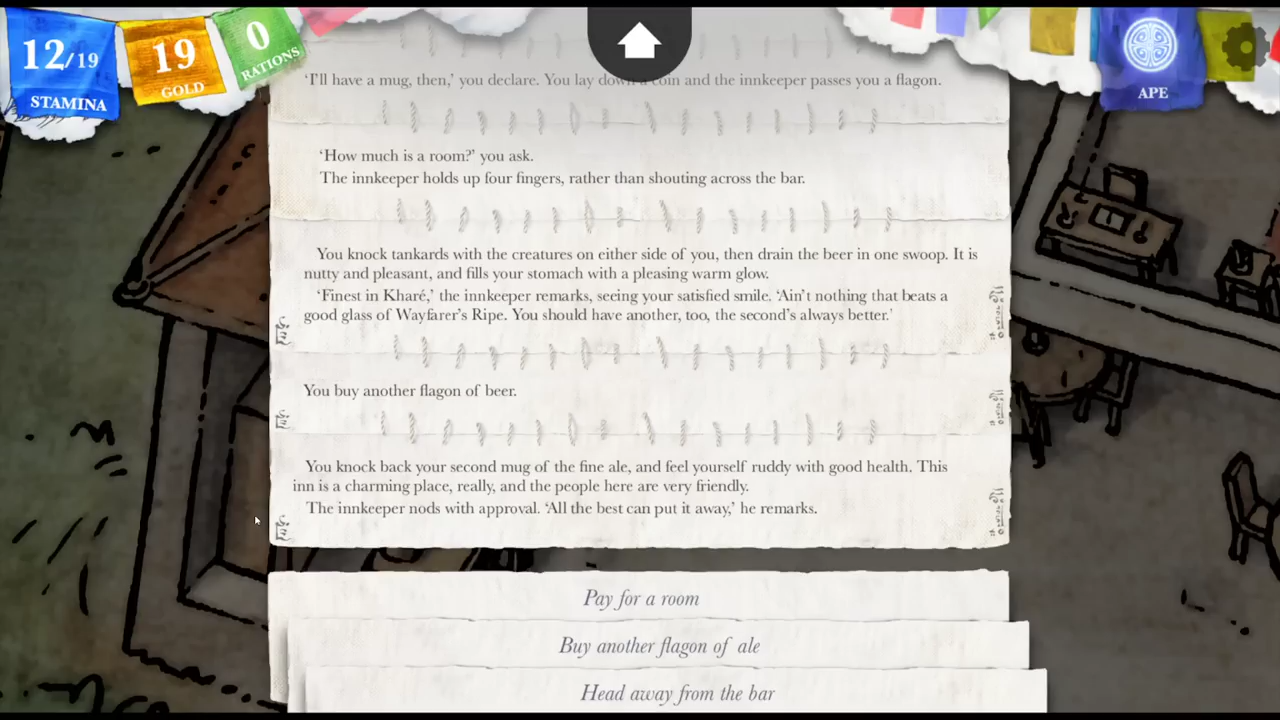 12/19
STAMINA
19
GOLD
0
RATIONS
APE
‘I'll have a mug, then,’ you declare. You lay down a coin and the innkeeper passes you a flagon.
‘How much is a room?’ you ask.
The innkeeper holds up four fingers, rather than shouting across the bar.
You knock tankards with the creatures on either side of you, then drain the beer in one swoop. It is
nutty and pleasant, and fills your stomach with a pleasing warm glow.
‘Finest in Kharé,’ the innkeeper remarks, seeing your satisfied smile. ‘Ain't nothing that beats a
good glass of Wayfarer's Ripe. You should have another, too, the second's always better.'
You buy another flagon of beer.
You knock back your second mug of the fine ale, and feel yourself ruddy with good health. This
inn is a charming place, really, and the people here are very friendly.
The innkeeper nods with approval. ‘All the best can put it away,’ he remarks.
Pay for a room
Buy another flagon of ale
Head away from the bar